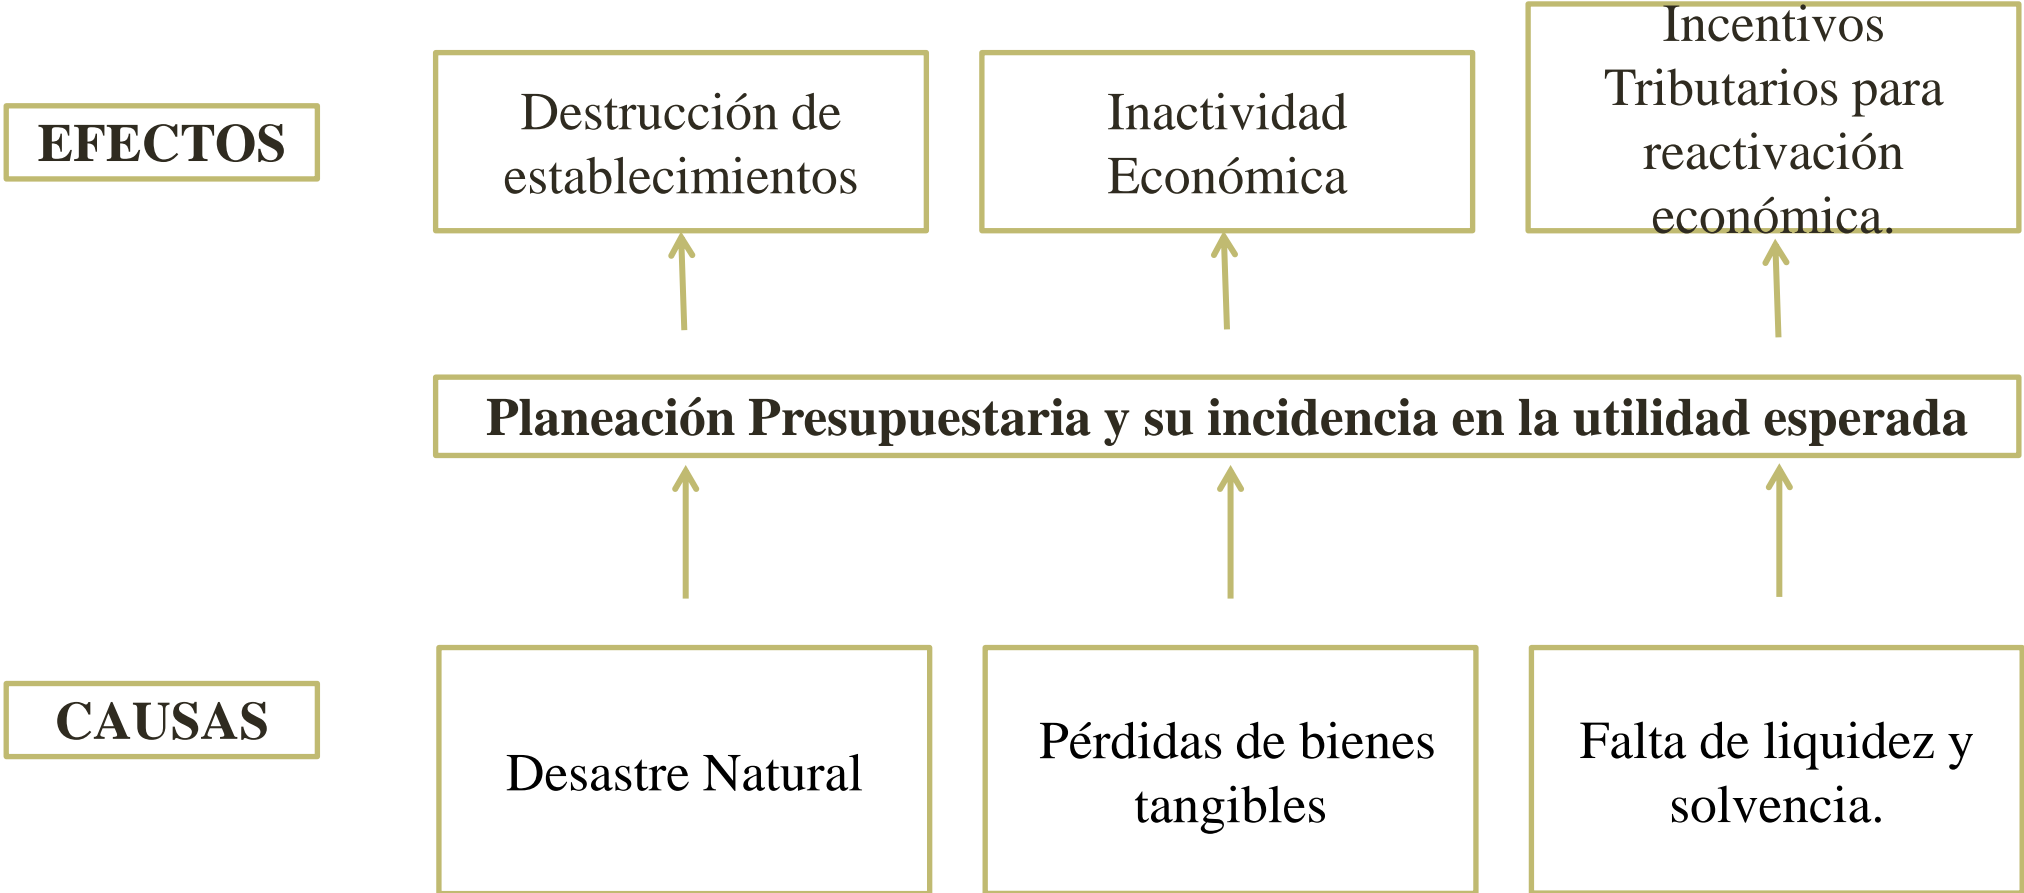 EFECTOS
Destrucción de
establecimientos
Inactividad
Económica
Incentivos
Tributarios para
reactivación
económica.
Planeación Presupuestaria y su incidencia en la utilidad esperada
CAUSAS
Desastre Natural
Pérdidas de bienes
tangibles
Falta de liquidez y
solvencia.